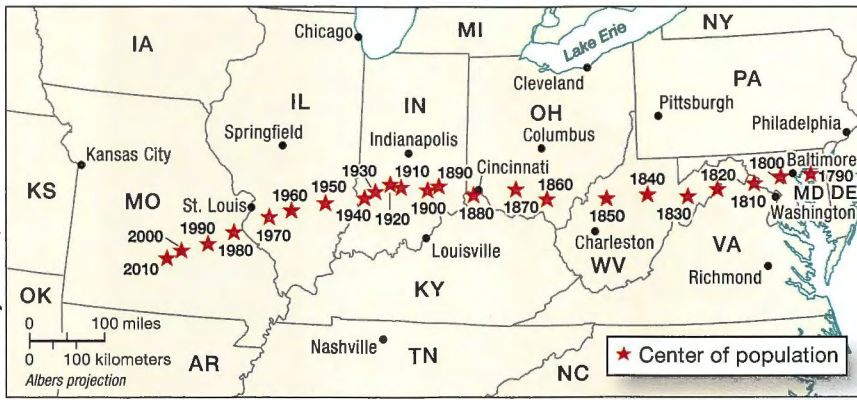 IA
Chicago
MI
Lake Erie
NY
Cleveland
PA
Pittsburgh
Philadelphia
IL
IN
OH
Springfield
Indianapolis
Columbus
Kansas City
KS
MO
St. Louis
Cincinnati
Baltimore
MD
DE
Washington
1790
1800
1810
1820
1830
1840
1850
1860
1870
1880
1890
1900
1910
1920
1930
1940
1950
1960
1970
1980
1990
2000
2010
Louisville
Charleston
WV
VA
Richmond
KY
OK
AR
Nashville
TN
NC
0 100 miles
0 100 kilometers
Albers projection
Center of population